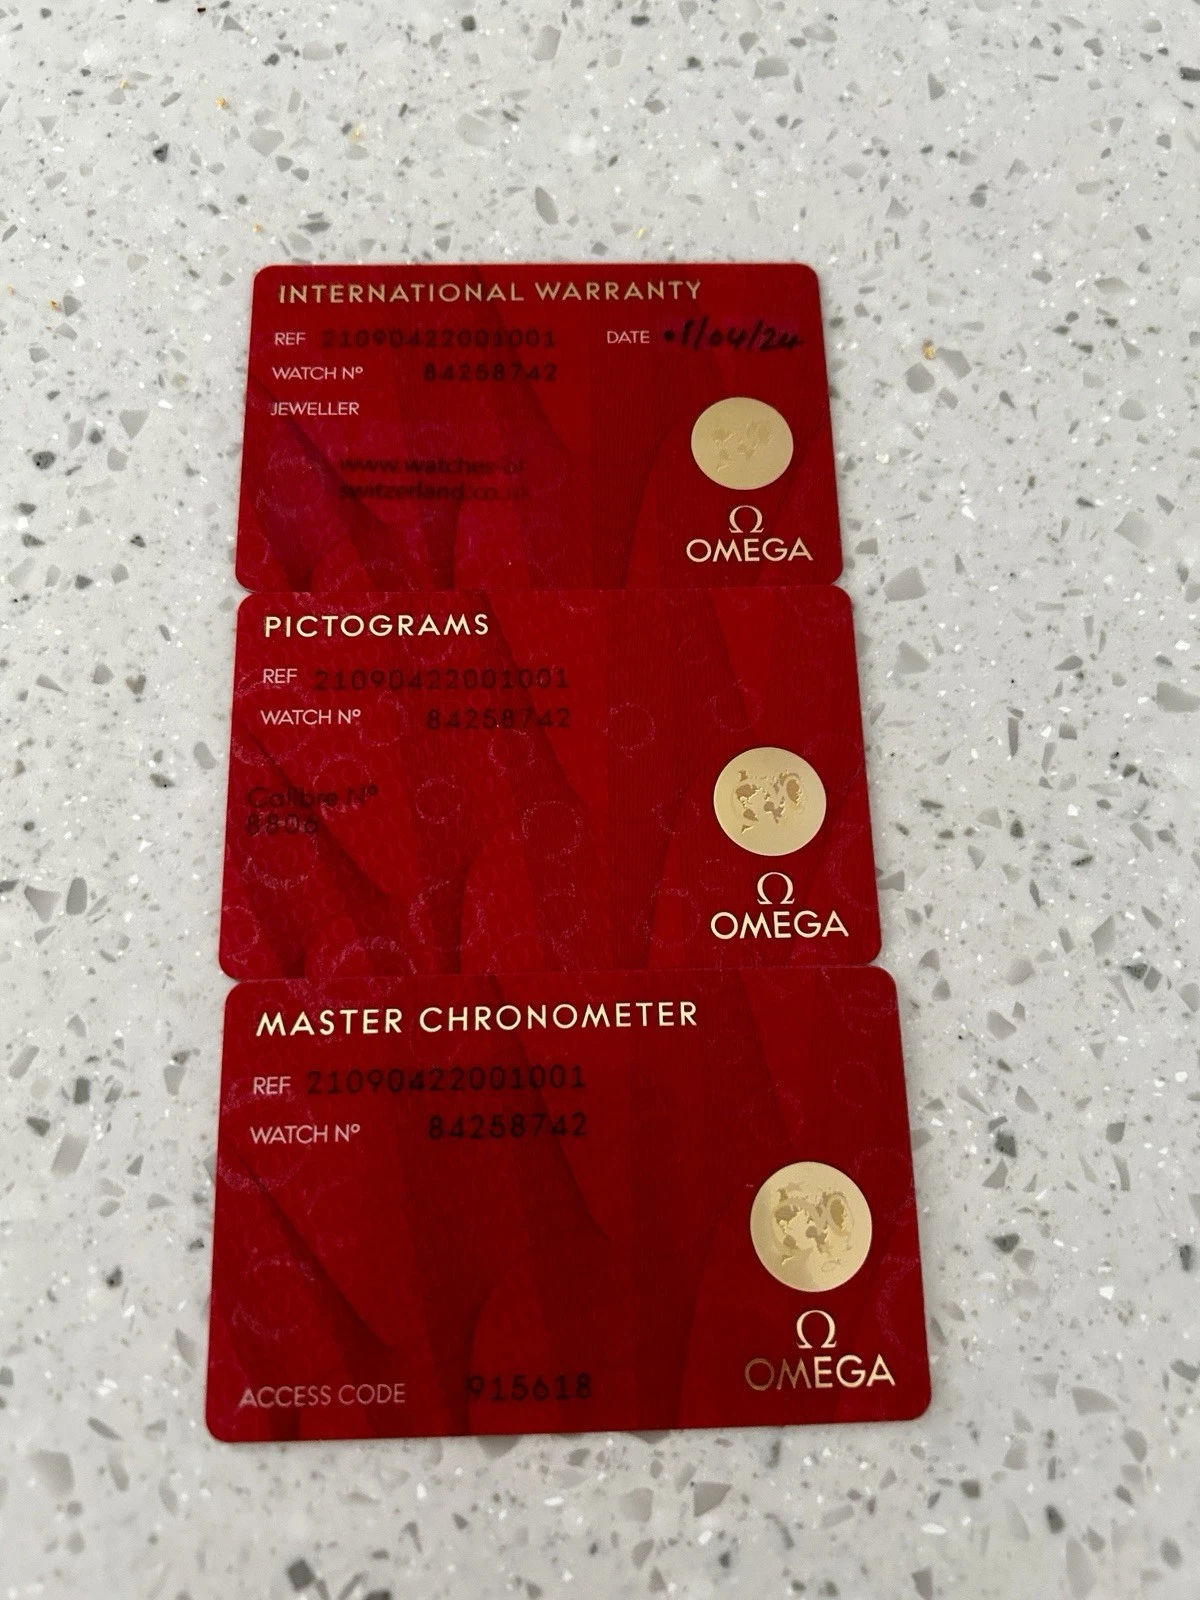 INTERNATIONAL WARRANTY
REF 21090422001001 DATE 01/04/24
WATCH Nº 84258742
JEWELLER
www.watches-of
switzerland.co.uk
Ω
OMEGA
PICTOGRAMS
REF 21090422001001
WATCH Nº 84258742
Calibre Nº
8806
Ω
OMEGA
MASTER CHRONOMETER
REF 21090422001001
WATCH Nº 84258742
Ω
OMEGA
ACCESS CODE 915618